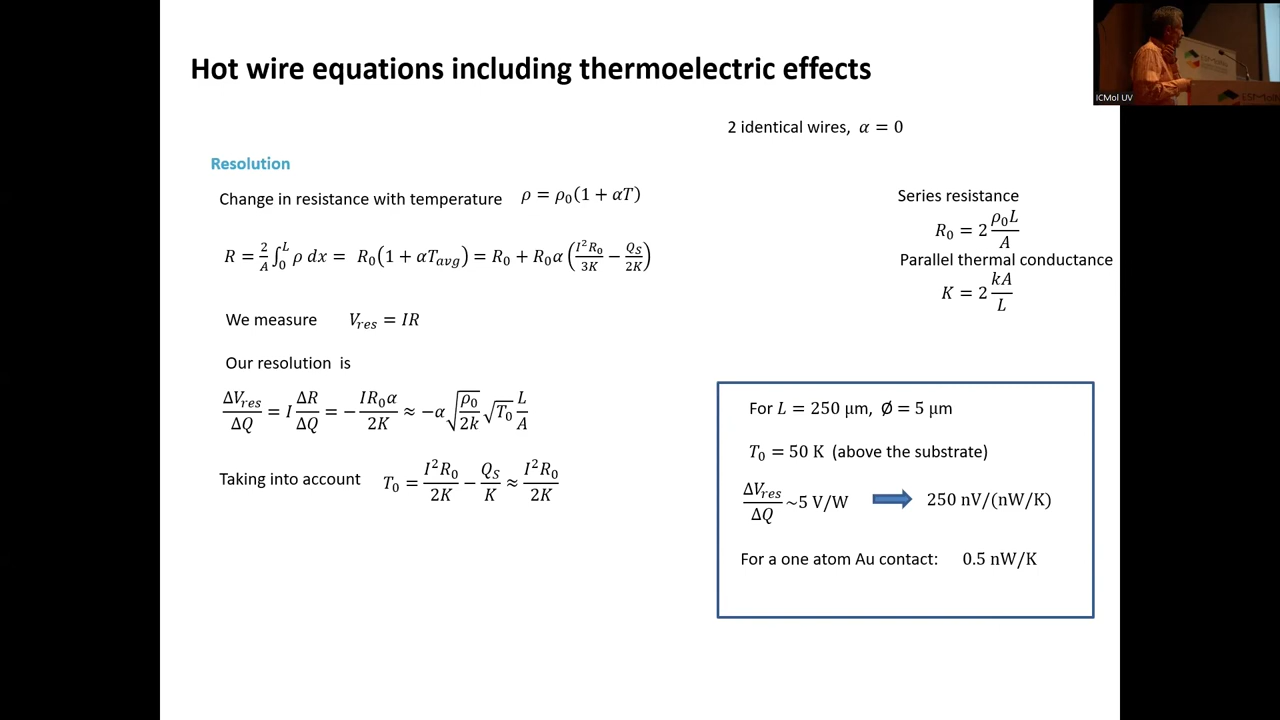 Hot wire equations including thermoelectric effects
ICMol UV
2 identical wires, α = 0
Resolution
Change in resistance with temperature ρ = ρ₀(1 + αT)
Series resistance
R₀ = 2 ρ₀L/A
R = 2/A ∫₀ᴸ ρ dx = R₀(1 + αT_avg) = R₀ + R₀α (I²R₀/3K − Q_S/2K)
Parallel thermal conductance
K = 2 kA/L
We measure V_res = IR
Our resolution is
ΔV_res/ΔQ = I ΔR/ΔQ = − IR₀α/2K ≈ −α √(ρ₀/2k) √T₀ L/A
Taking into account T₀ = I²R₀/2K − Q_S/K ≈ I²R₀/2K
For L = 250 μm, Ø = 5 μm
T₀ = 50 K (above the substrate)
ΔV_res/ΔQ ~5 V/W 250 nV/(nW/K)
For a one atom Au contact: 0.5 nW/K